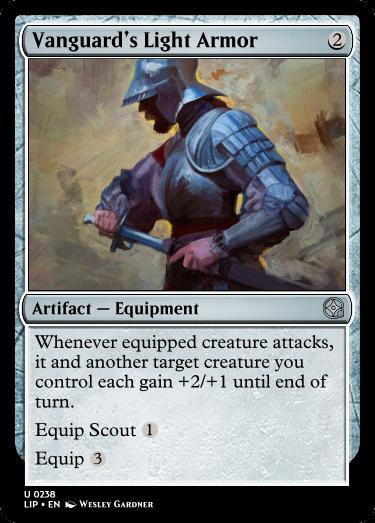 Vanguard's Light Armor 2
Artifact — Equipment
Whenever equipped creature attacks,
it and another target creature you
control each gain +2/+1 until end of
turn.
Equip Scout 1
Equip 3
U 0238
LIP • EN Wesley Gardner